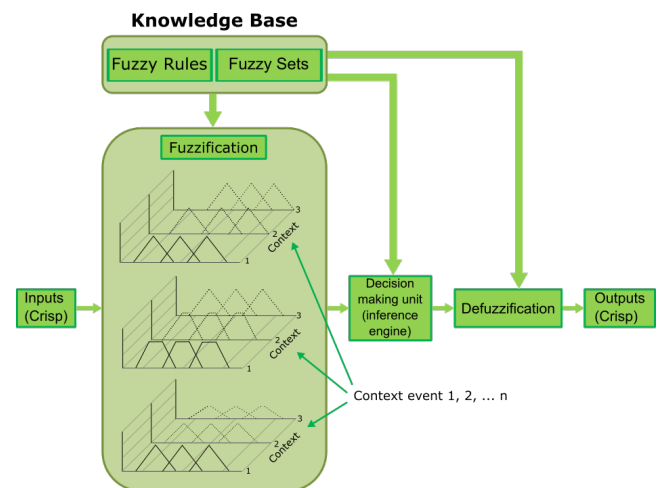 Knowledge Base
Fuzzy Rules
Fuzzy Sets
Fuzzification
3
2
1
Context
3
2
1
Context
3
2
1
Context
Inputs
(Crisp)
Decision
making unit
(inference
engine)
Defuzzification
Outputs
(Crisp)
Context event 1, 2, ... n